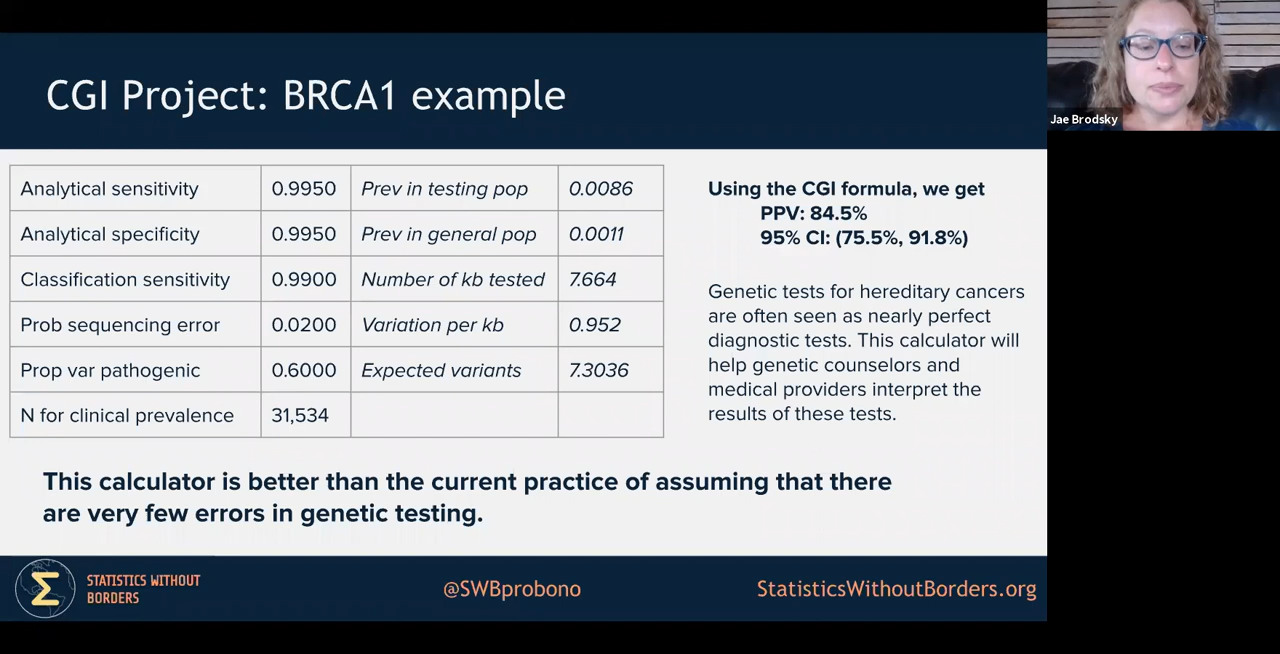 CGI Project: BRCA1 example
Jae Brodsky
Analytical sensitivity 0.9950 Prev in testing pop 0.0086
Analytical specificity 0.9950 Prev in general pop 0.0011
Classification sensitivity 0.9900 Number of kb tested 7.664
Prob sequencing error 0.0200 Variation per kb 0.952
Prop var pathogenic 0.6000 Expected variants 7.3036
N for clinical prevalence 31,534
Using the CGI formula, we get
PPV: 84.5%
95% CI: (75.5%, 91.8%)
Genetic tests for hereditary cancers
are often seen as nearly perfect
diagnostic tests. This calculator will
help genetic counselors and
medical providers interpret the
results of these tests.
This calculator is better than the current practice of assuming that there
are very few errors in genetic testing.
Σ
STATISTICS WITHOUT
BORDERS
@SWBprobono
StatisticsWithoutBorders.org